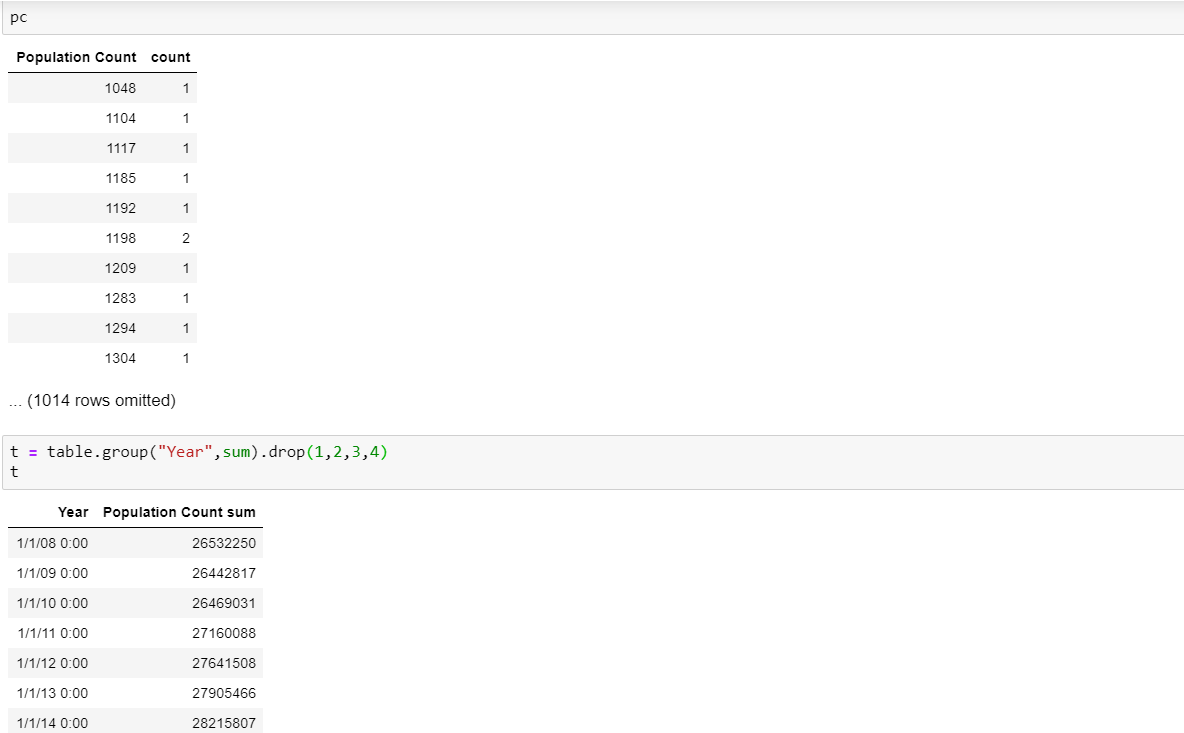 pc
Population Count count
1048 1
1104 1
1117 1
1185 1
1192 1
1198 2
1209 1
1283 1
1294 1
1304 1
... (1014 rows omitted)
t = table.group("Year",sum).drop(1,2,3,4)
t
Year Population Count sum
1/1/08 0:00 26532250
1/1/09 0:00 26442817
1/1/10 0:00 26469031
1/1/11 0:00 27160088
1/1/12 0:00 27641508
1/1/13 0:00 27905466
1/1/14 0:00 28215807